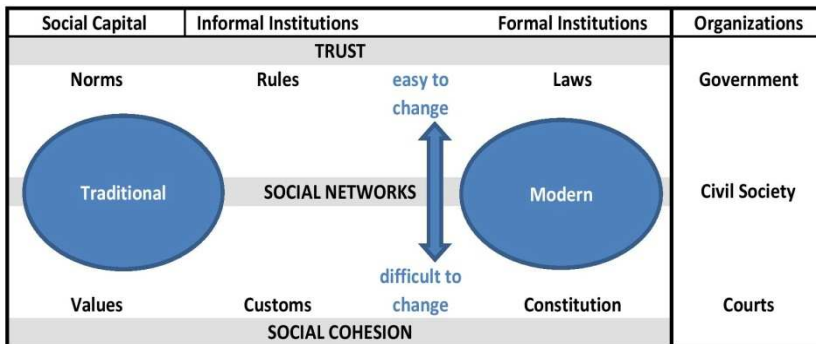 Social Capital Informal Institutions Formal Institutions Organizations
TRUST
Norms Rules easy to change Laws Government
Traditional SOCIAL NETWORKS Modern Civil Society
Values Customs difficult to change Constitution Courts
SOCIAL COHESION